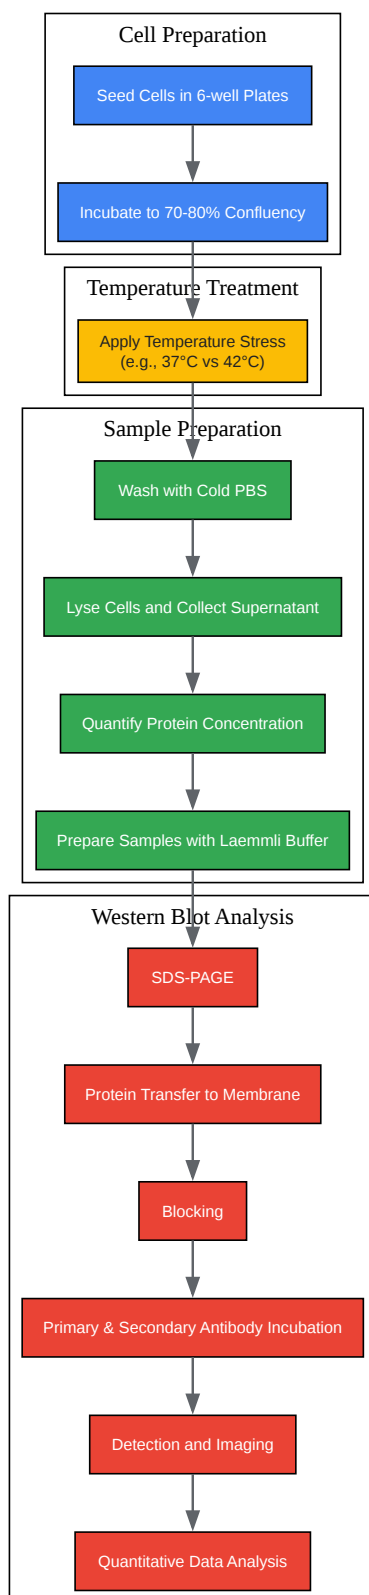 Cell Preparation
Seed Cells in 6-well Plates
Incubate to 70-80% Confluency
Temperature Treatment
Apply Temperature Stress
(e.g., 37°C vs 42°C)
Sample Preparation
Wash with Cold PBS
Lyse Cells and Collect Supernatant
Quantify Protein Concentration
Prepare Samples with Laemmli Buffer
Western Blot Analysis
SDS-PAGE
Protein Transfer to Membrane
Blocking
Primary & Secondary Antibody Incubation
Detection and Imaging
Quantitative Data Analysis